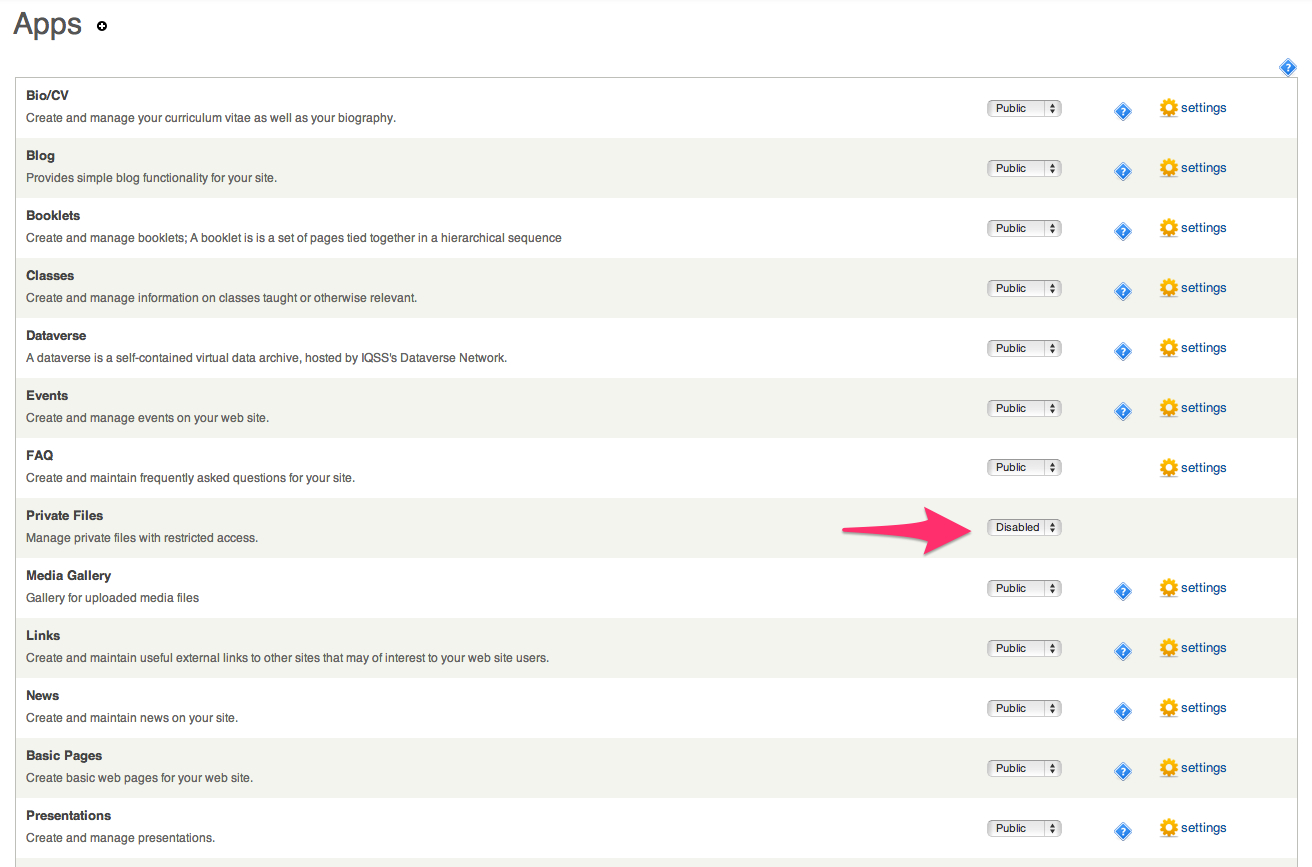 Apps
Bio/CV
Create and manage your curriculum vitae as well as your biography.
Public
settings
Blog
Provides simple blog functionality for your site.
Public
settings
Booklets
Create and manage booklets; A booklet is is a set of pages tied together in a hierarchical sequence
Public
settings
Classes
Create and manage information on classes taught or otherwise relevant.
Public
settings
Dataverse
A dataverse is a self-contained virtual data archive, hosted by IQSS's Dataverse Network.
Public
settings
Events
Create and manage events on your web site.
Public
settings
FAQ
Create and maintain frequently asked questions for your site.
Public
settings
Private Files
Manage private files with restricted access.
Disabled
Media Gallery
Gallery for uploaded media files
Public
settings
Links
Create and maintain useful external links to other sites that may of interest to your web site users.
Public
settings
News
Create and maintain news on your site.
Public
settings
Basic Pages
Create basic web pages for your web site.
Public
settings
Presentations
Create and manage presentations.
Public
settings